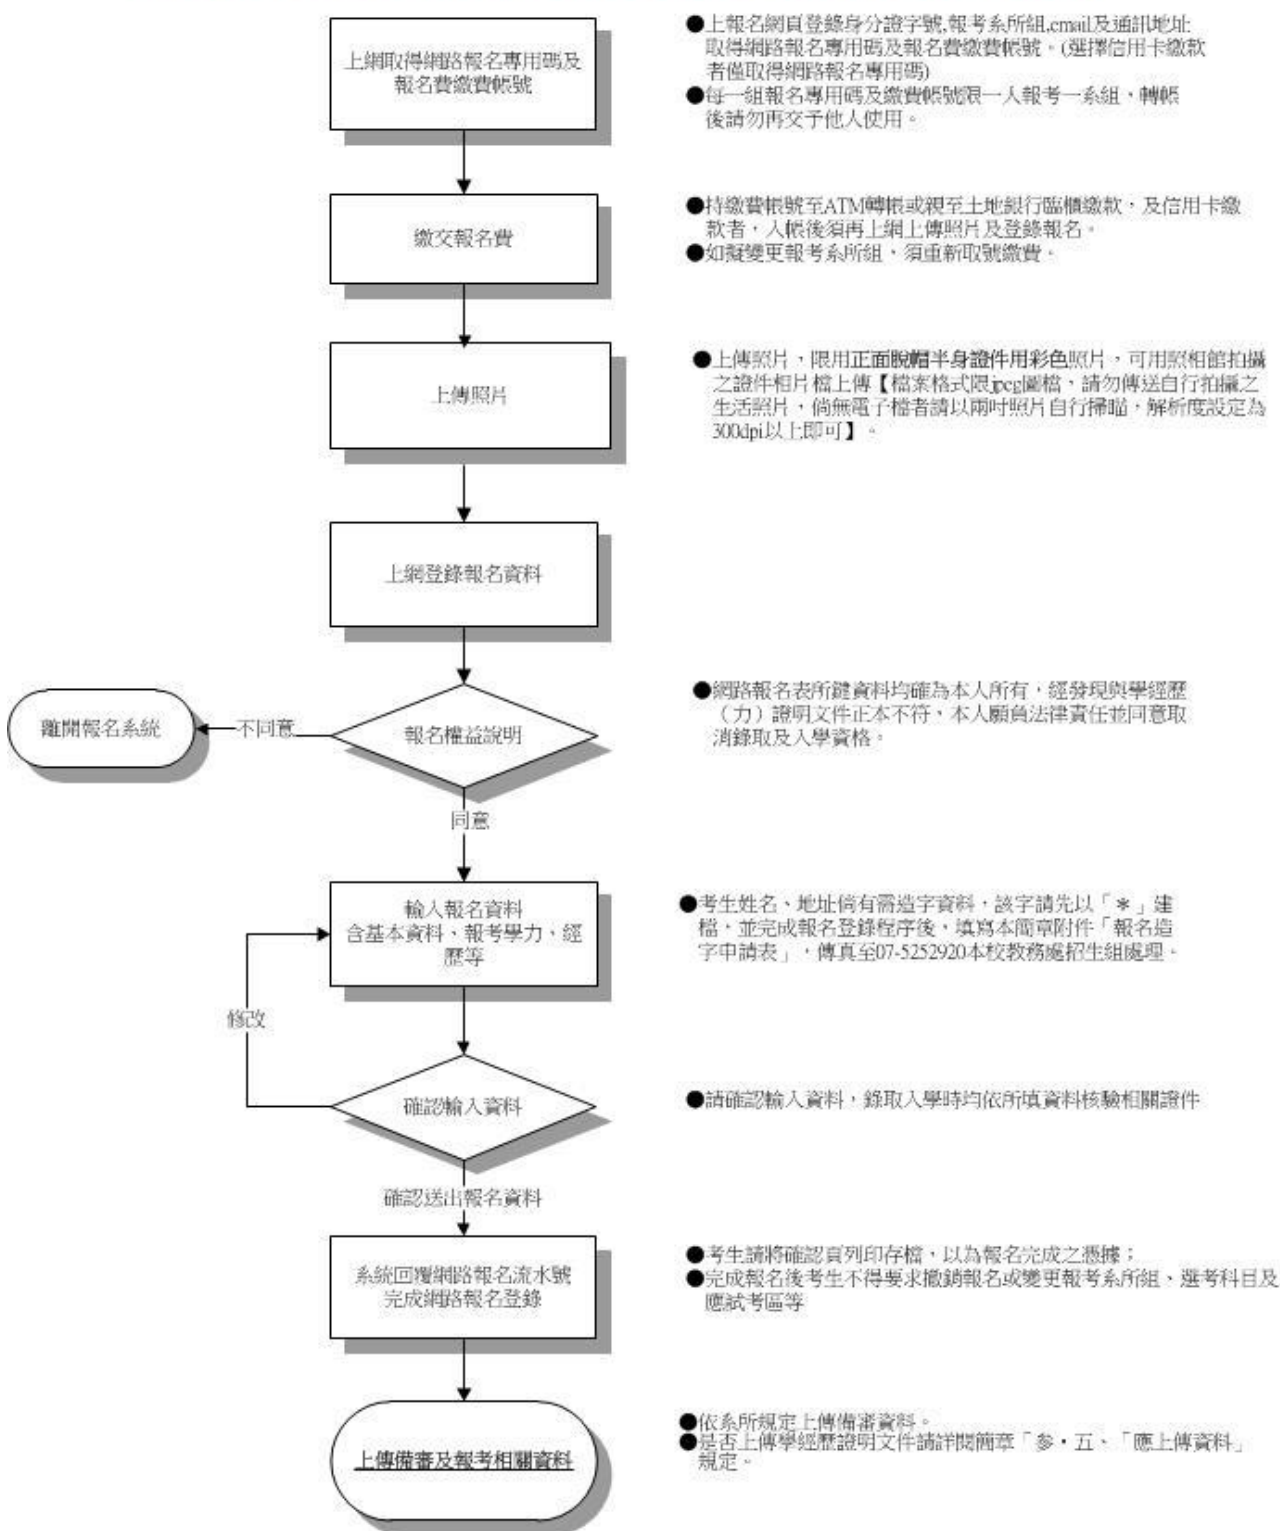 上網取得網路報名專用碼及
報名費繳費帳號
●上報名網頁登錄身分證字號,報考系所組,email及通訊地址
取得網路報名專用碼及報名費繳費帳號。(選擇信用卡繳款
者僅取得網路報名專用碼)
●每一組報名專用碼及繳費帳號限一人報考一系組、轉帳
後請勿再交予他人使用。
繳交報名費
●持繳費帳號至ATM轉帳或親至土地銀行臨櫃繳款,及信用卡繳
款者,入帳後須再上網上傳照片及登錄報名。
●如擬變更報考系所組、須重新取號繳費。
上傳照片
●上傳照片,限用正面脫帽半身證件用彩色照片,可用照相館拍攝
之證件相片檔上傳【檔案格式限jpeg圖檔,請勿傳送自行拍攝之
生活照片,倘無電子檔者請以兩吋照片自行掃瞄,解析度設定為
300dpi以上即可】。
上網登錄報名資料
離開報名系統
不同意
報名權益說明
●網路報名表所鍵資料均確為本人所有,經發現與學經歷
(力)證明文件正本不符、本人願負法律責任並同意取
消錄取及入學資格。
同意
輸入報名資料
含基本資料、報考學力、經
歷等
●考生姓名、地址倘有需造字資料,該字請先以「*」建
檔,並完成報名登錄程序後,填寫本簡章附件「報名造
字申請表」,傳真至07-5252920本校教務處招生組處理。
修改
確認輸入資料
●請確認輸入資料,錄取入學時均依所填資料核驗相關證件
確認送出報名資料
系統回覆網路報名流水號
完成網路報名登錄
●考生請將確認頁列印存檔,以為報名完成之憑據;
●完成報名後考生不得要求撤銷報名或變更報考系所組、選考科目及
應試考區等
上傳備審及報考相關資料
●依系所規定上傳備審資料。
●是否上傳學經歷證明文件請詳閱簡章「參・五、「應上傳資料」
規定。